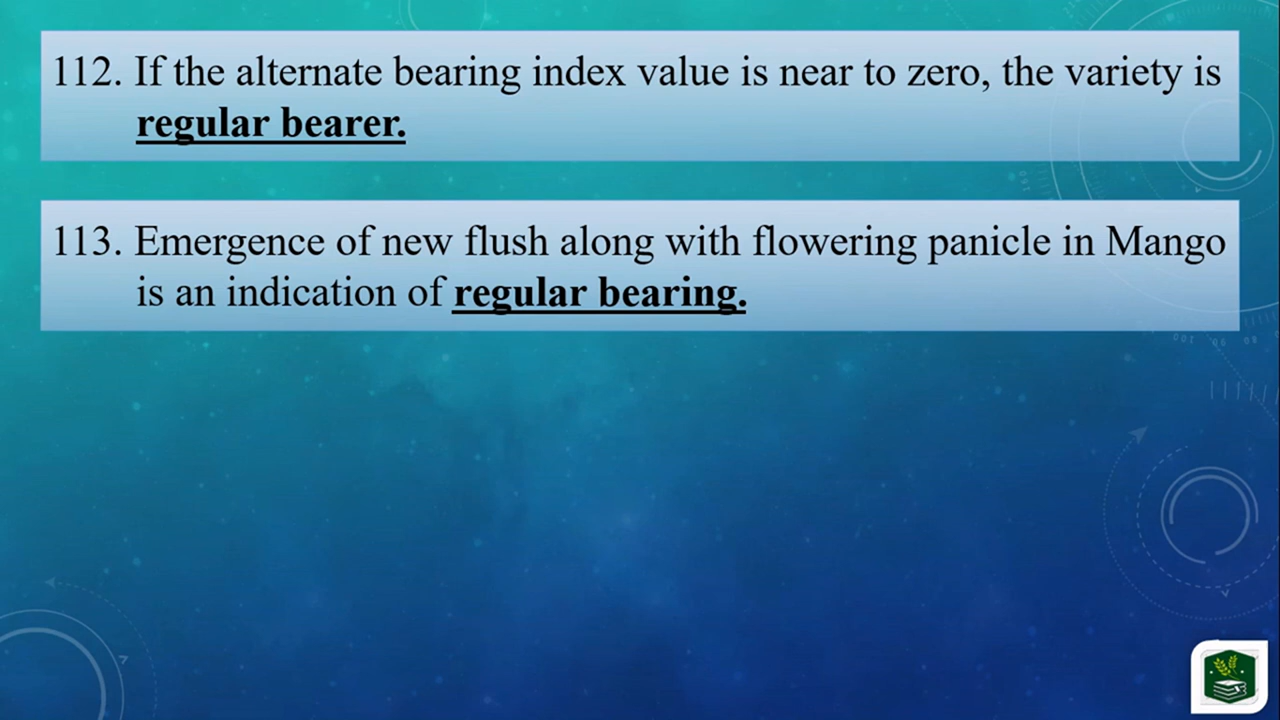 112. If the alternate bearing index value is near to zero, the variety is
regular bearer.
113. Emergence of new flush along with flowering panicle in Mango
is an indication of regular bearing.